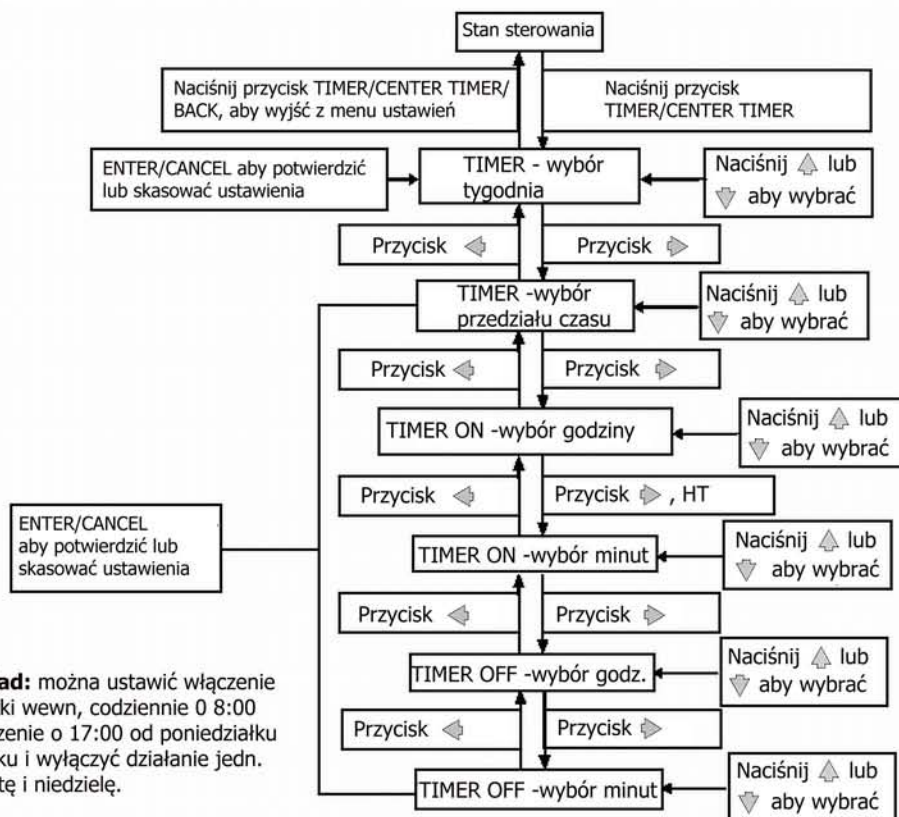 Stan sterowania
Naciśnij przycisk TIMER/CENTER TIMER/
BACK, aby wyjść z menu ustawień
Naciśnij przycisk
TIMER/CENTER TIMER
ENTER/CANCEL aby potwierdzić
lub skasować ustawienia
TIMER - wybór
tygodnia
Naciśnij lub
aby wybrać
Przycisk
Przycisk
TIMER -wybór
przedziału czasu
Naciśnij lub
aby wybrać
Przycisk
Przycisk
TIMER ON -wybór godziny
Naciśnij lub
aby wybrać
Przycisk
Przycisk , HT
ENTER/CANCEL
aby potwierdzić lub
skasować ustawienia
TIMER ON -wybór minut
Naciśnij lub
aby wybrać
Przycisk
Przycisk
TIMER OFF -wybór godz.
Naciśnij lub
aby wybrać
ad: można ustawić włączenie
ki wewn, codziennie 0 8:00
zenie o 17:00 od poniedziałku
ku i wyłączyć działanie jedn.
tę i niedzielę.
Przycisk
Przycisk
TIMER OFF -wybór minut
Naciśnij lub
aby wybrać